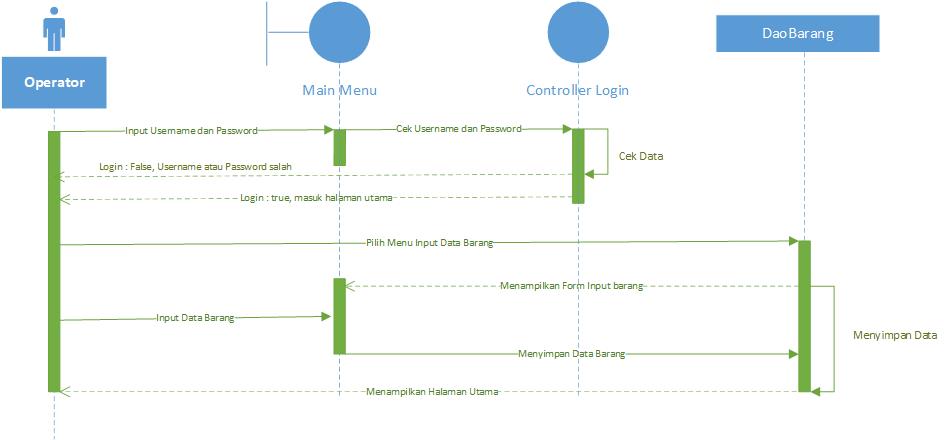 DaoBarang
Operator
Main Menu
Controller Login
Input Username dan Password
Cek Username dan Password
Cek Data
Login : False, Username atau Password salah
Login : true, masuk halaman utama
Pilih Menu Input Data Barang
Menampilkan Form Input barang
Input Data Barang
Menyimpan Data
Menyimpan Data Barang
Menampilkan Halaman Utama